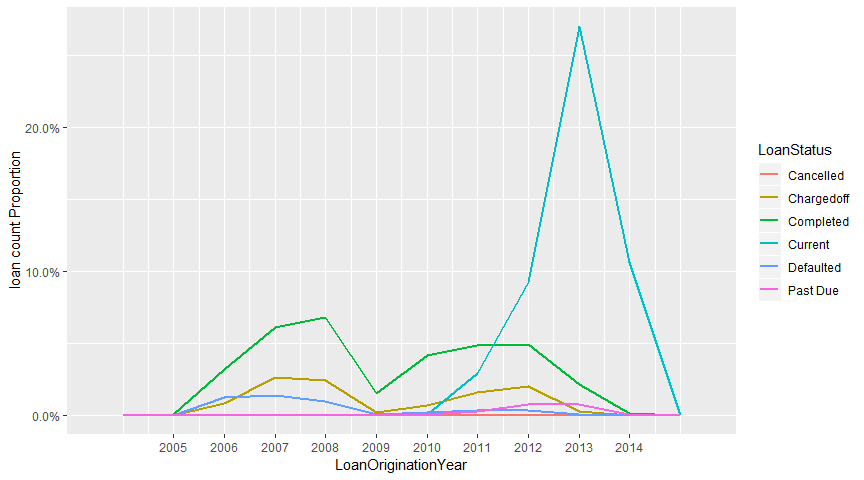 loan count Proportion
20.0%
10.0%
0.0%
2005 2006 2007 2008 2009 2010 2011 2012 2013 2014
LoanOriginationYear
LoanStatus
Cancelled
Chargedoff
Completed
Current
Defaulted
Past Due